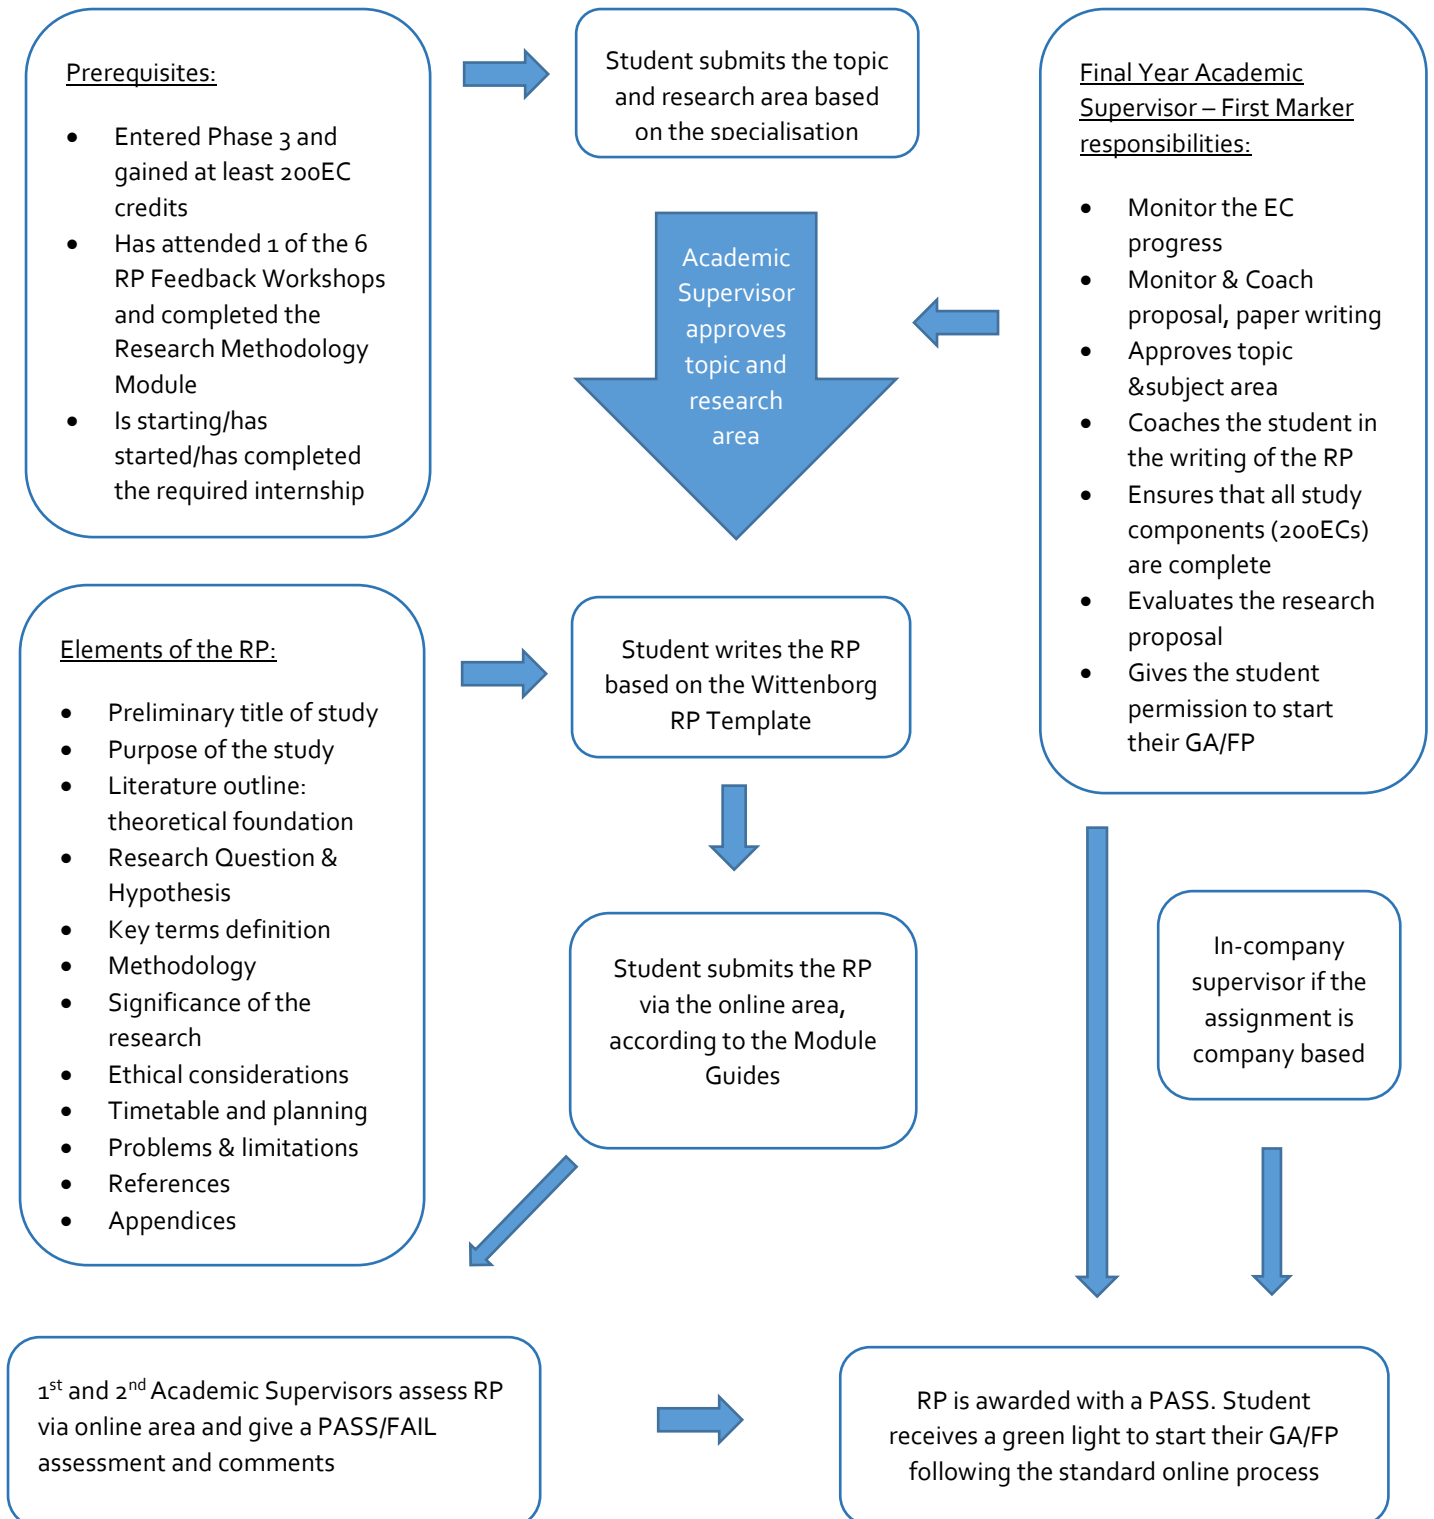 Prerequisites:
• Entered Phase 3 and
gained at least 200EC
credits
• Has attended 1 of the 6
RP Feedback Workshops
and completed the
Research Methodology
Module
• Is starting/has
started/has completed
the required internship
Student submits the topic
and research area based
on the specialisation
Academic
Supervisor
approves
topic and
research
area
Final Year Academic
Supervisor – First Marker
responsibilities:
• Monitor the EC
progress
• Monitor & Coach
proposal, paper writing
• Approves topic
&subject area
• Coaches the student in
the writing of the RP
• Ensures that all study
components (200ECs)
are complete
• Evaluates the research
proposal
• Gives the student
permission to start
their GA/FP
Elements of the RP:
• Preliminary title of study
• Purpose of the study
• Literature outline:
theoretical foundation
• Research Question &
Hypothesis
• Key terms definition
• Methodology
• Significance of the
research
• Ethical considerations
• Timetable and planning
• Problems & limitations
• References
• Appendices
Student writes the RP
based on the Wittenborg
RP Template
Student submits the RP
via the online area,
according to the Module
Guides
In-company
supervisor if the
assignment is
company based
1st and 2nd Academic Supervisors assess RP
via online area and give a PASS/FAIL
assessment and comments
RP is awarded with a PASS. Student
receives a green light to start their GA/FP
following the standard online process